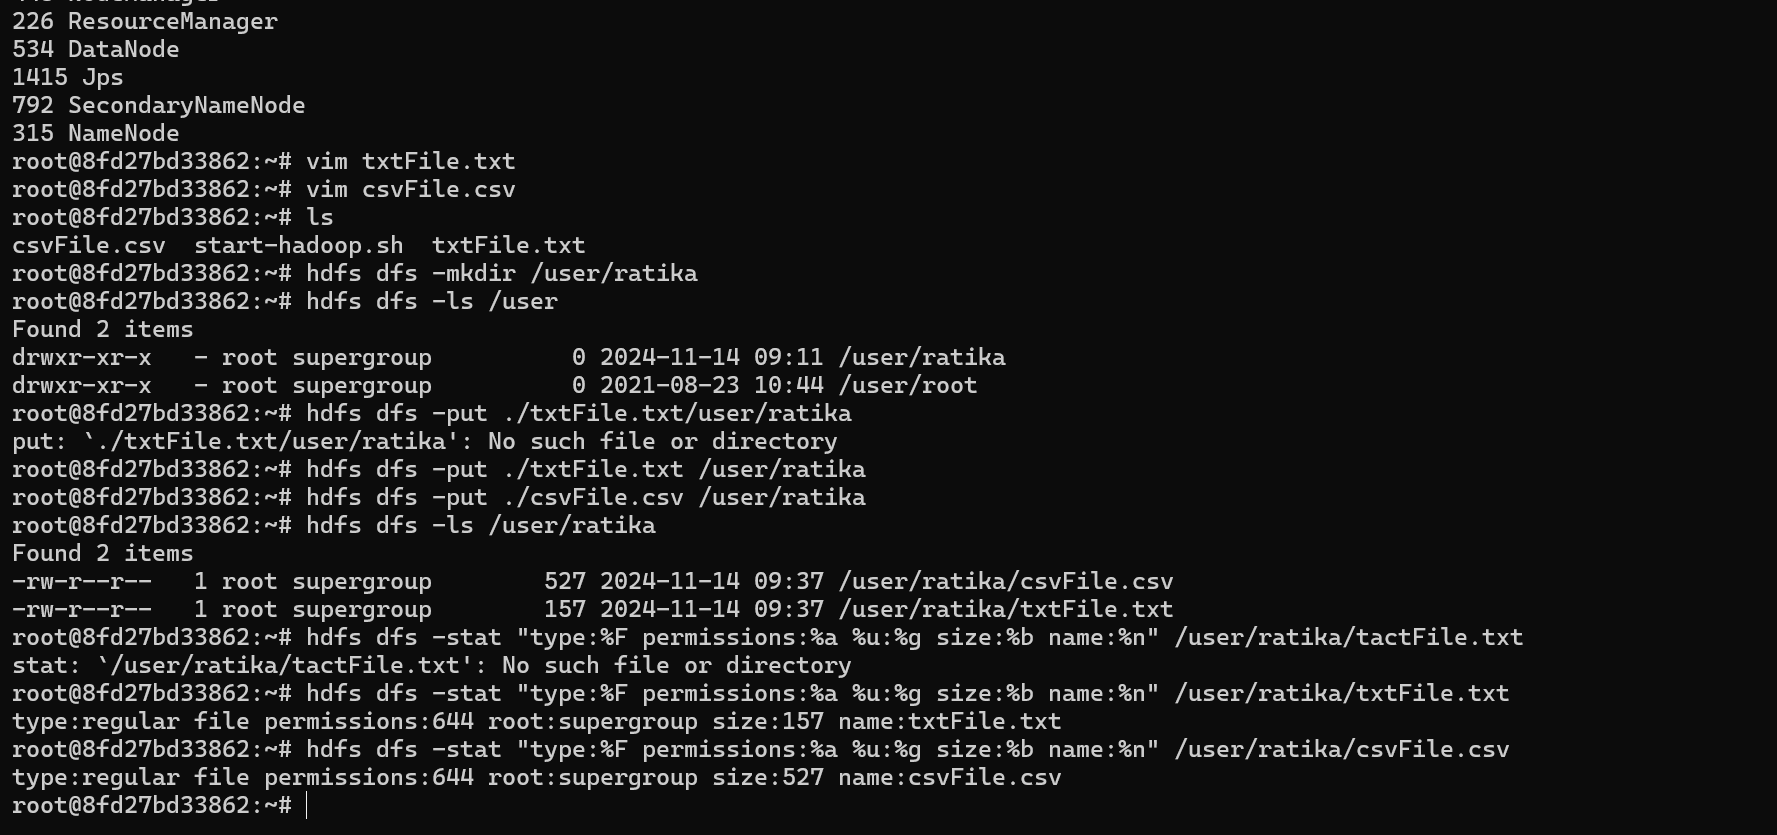 226 ResourceManager
534 DataNode
1415 Jps
792 SecondaryNameNode
315 NameNode
root@8fd27bd33862:~# vim txtFile.txt
root@8fd27bd33862:~# vim csvFile.csv
root@8fd27bd33862:~# ls
csvFile.csv  start-hadoop.sh  txtFile.txt
root@8fd27bd33862:~# hdfs dfs -mkdir /user/ratika
root@8fd27bd33862:~# hdfs dfs -ls /user
Found 2 items
drwxr-xr-x   - root supergroup          0 2024-11-14 09:11 /user/ratika
drwxr-xr-x   - root supergroup          0 2021-08-23 10:44 /user/root
root@8fd27bd33862:~# hdfs dfs -put ./txtFile.txt/user/ratika
put: `./txtFile.txt/user/ratika': No such file or directory
root@8fd27bd33862:~# hdfs dfs -put ./txtFile.txt /user/ratika
root@8fd27bd33862:~# hdfs dfs -put ./csvFile.csv /user/ratika
root@8fd27bd33862:~# hdfs dfs -ls /user/ratika
Found 2 items
-rw-r--r--   1 root supergroup        527 2024-11-14 09:37 /user/ratika/csvFile.csv
-rw-r--r--   1 root supergroup        157 2024-11-14 09:37 /user/ratika/txtFile.txt
root@8fd27bd33862:~# hdfs dfs -stat "type:%F permissions:%a %u:%g size:%b name:%n" /user/ratika/tactFile.txt
stat: `/user/ratika/tactFile.txt': No such file or directory
root@8fd27bd33862:~# hdfs dfs -stat "type:%F permissions:%a %u:%g size:%b name:%n" /user/ratika/txtFile.txt
type:regular file permissions:644 root:supergroup size:157 name:txtFile.txt
root@8fd27bd33862:~# hdfs dfs -stat "type:%F permissions:%a %u:%g size:%b name:%n" /user/ratika/csvFile.csv
type:regular file permissions:644 root:supergroup size:527 name:csvFile.csv
root@8fd27bd33862:~#